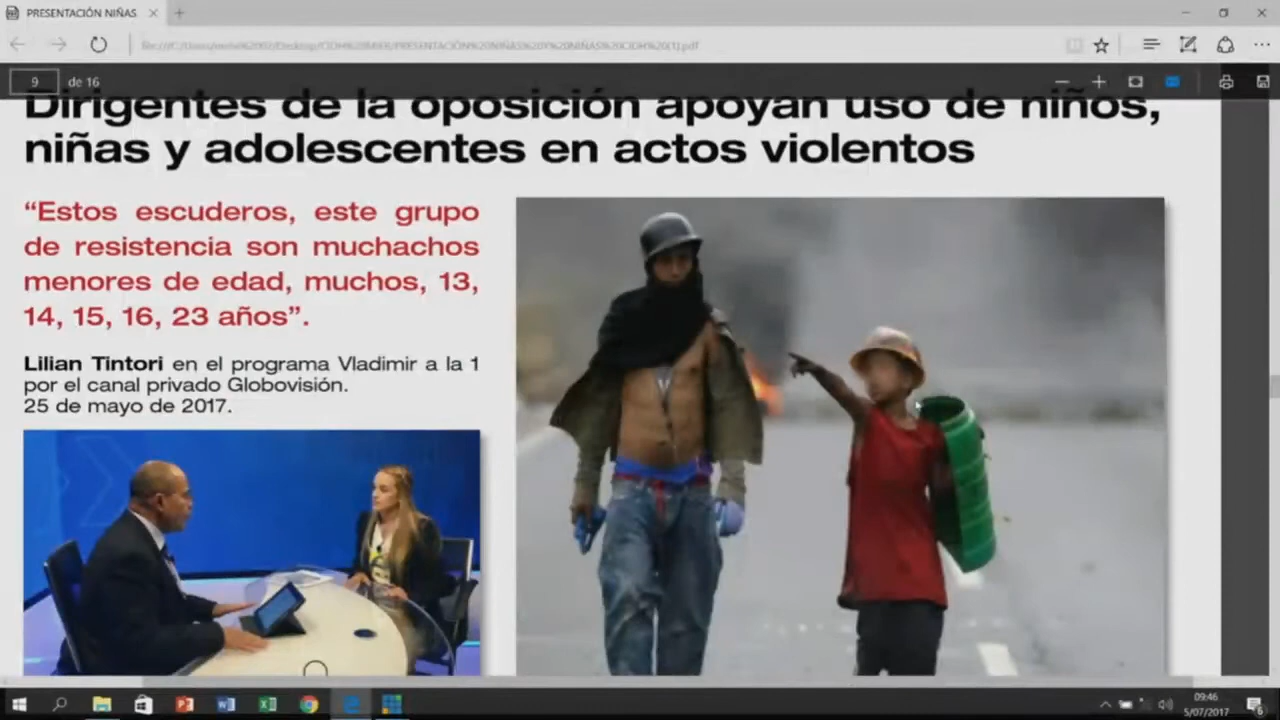 PRESENTACIÓN NIÑAS
9 de 16
Dirigentes de la oposición apoyan uso de niños,
niñas y adolescentes en actos violentos
“Estos escuderos, este grupo
de resistencia son muchachos
menores de edad, muchos, 13,
14, 15, 16, 23 años”.
Lilian Tintori en el programa Vladimir a la 1
por el canal privado Globovisión.
25 de mayo de 2017.
09:46
5/07/2017